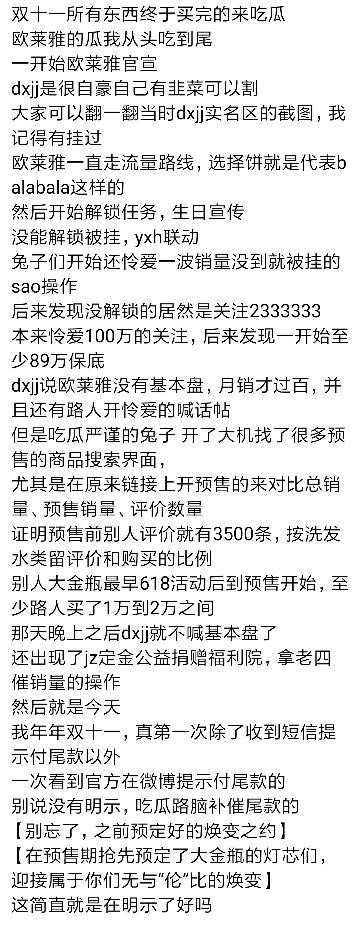 双十一所有东西终于买完的来吃瓜
欧莱雅的瓜我从头吃到尾
一开始欧莱雅官宣
dxjj是很自豪自己有韭菜可以割
大家可以翻一翻当时dxjj实名区的截图，我
记得有挂过
欧莱雅一直走流量路线，选择饼就是代表b
alabala这样的
然后开始解锁任务，生日宣传
没能解锁被挂，yxh联动
兔子们开始还怜爱一波销量没到就被挂的
sao操作
后来发现没解锁的居然是关注2333333
本来怜爱100万的关注，后来发现一开始至
少89万保底
dxjj说欧莱雅没有基本盘，月销才过百，并
且还有路人开怜爱的喊话帖
但是吃瓜严谨的兔子 开了大机找了很多预
售的商品搜索界面，
尤其是在原来链接上开预售的来对比总销
量、预售销量、评价数量
证明预售前别人评价就有3500条，按洗发
水类留评价和购买的比例
别人大金瓶最早618活动后到预售开始，至
少路人买了1万到2万之间
那天晚上之后dxjj就不喊基本盘了
还出现了jz定金公益捐赠福利院，拿老四
催销量的操作
然后就是今天
我年年双十一，真第一次除了收到短信提
示付尾款以外
一次看到官方在微博提示付尾款的
别说没有明示，吃瓜路脑补催尾款的
【别忘了，之前预定好的焕变之约】
【在预售期抢先预定了大金瓶的灯芯们，
迎接属于你们无与“伦”比的焕变】
这简直就是在明示了好吗